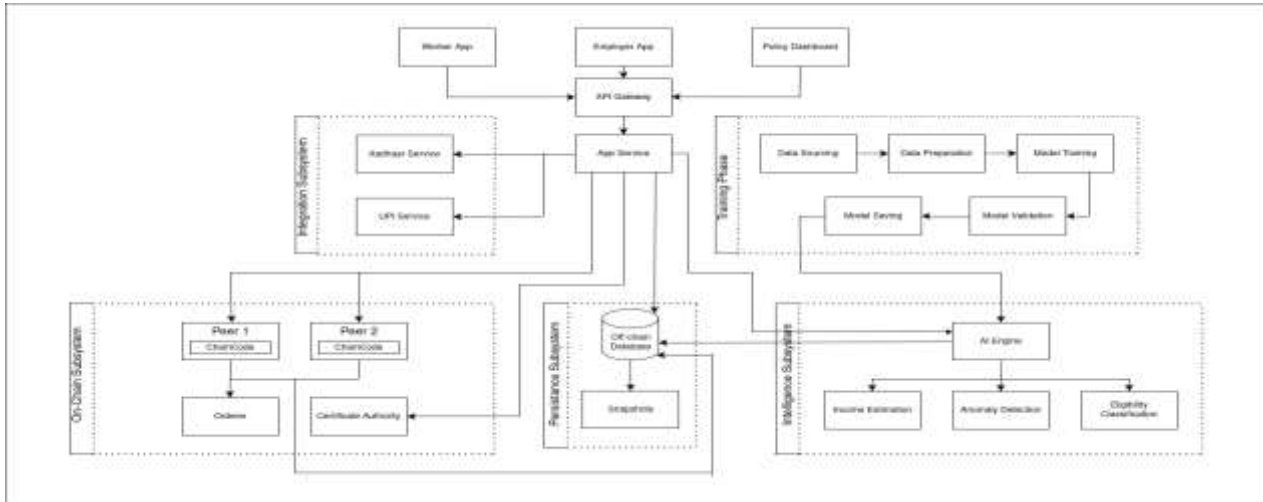 Worker App
Employer App
Policy Dashboard
API Gateway
Integration Subsystem
Aadhaar Service
UPI Service
App Service
Training Phase
Data Sourcing
Data Preparation
Model Training
Model Saving
Model Validation
On-Chain Subsystem
Peer 1
ChainCode
Peer 2
ChainCode
Orderer
Certificate Authority
Persistance Subsystem
Off-chain
Database
Snapshots
Intelligence Subsystem
AI Engine
Income Estimation
Anomaly Detection
Eligibility
Classification